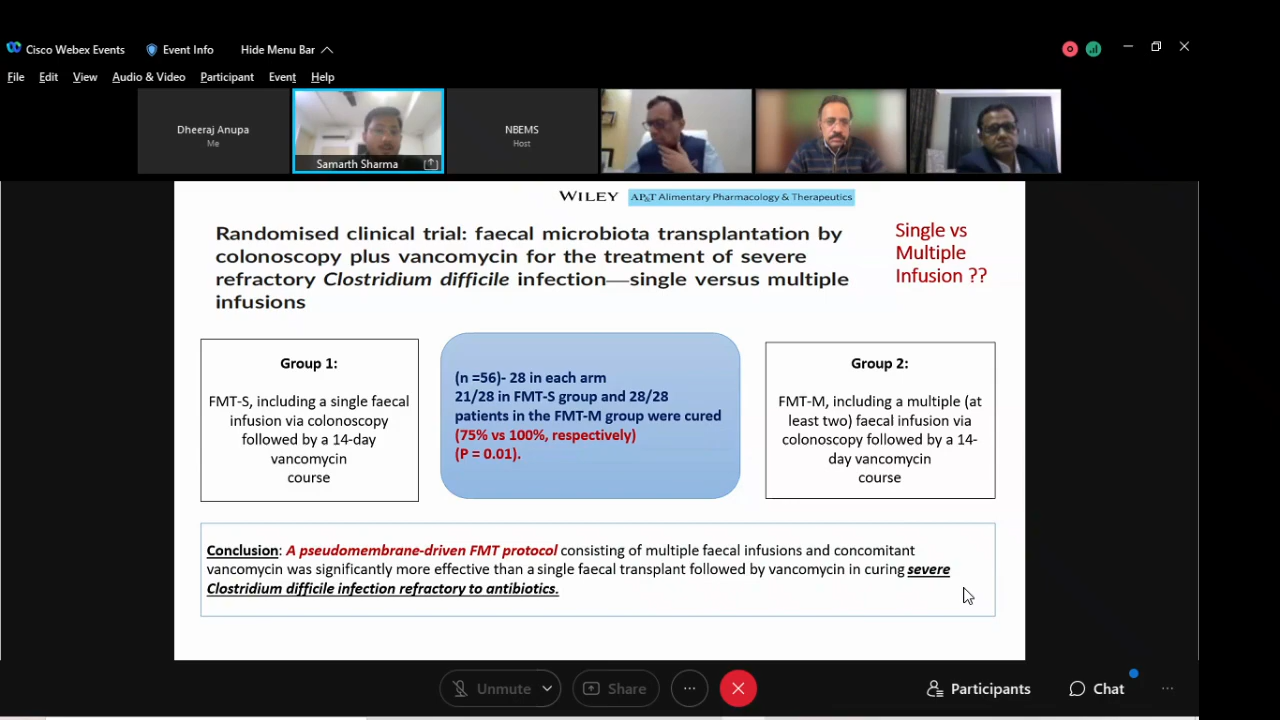 Cisco Webex Events
Event Info
Hide Menu Bar
File Edit View Audio & Video Participant Event Help
Dheeraj Anupa
Me
Samarth Sharma
NBEMS
Host
WILEY AP&T Alimentary Pharmacology & Therapeutics
Randomised clinical trial: faecal microbiota transplantation by
colonoscopy plus vancomycin for the treatment of severe
refractory Clostridium difficile infection—single versus multiple
infusions
Single vs
Multiple
Infusion ??
Group 1:
FMT-S, including a single faecal
infusion via colonoscopy
followed by a 14-day
vancomycin
course
(n =56)- 28 in each arm
21/28 in FMT-S group and 28/28
patients in the FMT-M group were cured
(75% vs 100%, respectively)
(P = 0.01).
Group 2:
FMT-M, including a multiple (at
least two) faecal infusion via
colonoscopy followed by a 14-
day vancomycin
course
Conclusion: A pseudomembrane-driven FMT protocol consisting of multiple faecal infusions and concomitant
vancomycin was significantly more effective than a single faecal transplant followed by vancomycin in curing severe
Clostridium difficile infection refractory to antibiotics.
Unmute
Share
Participants
Chat